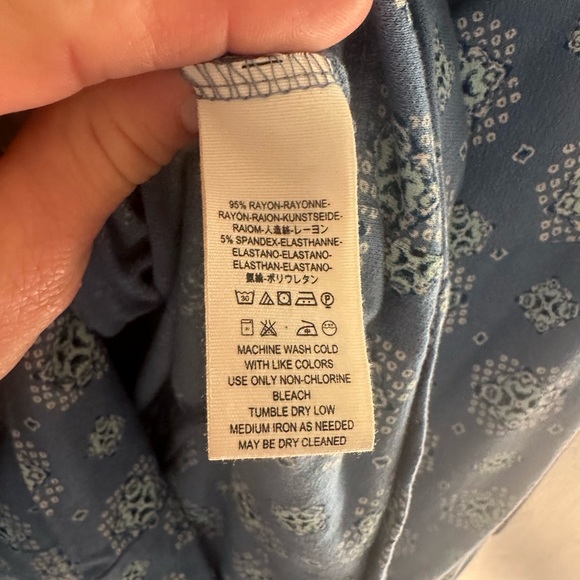 95% RAYON-RAYONNE-
RAYÓN-RAION-KUNSTSEIDE-
RAIOM-人造絲-レーヨン
5% SPANDEX-ELASTHANNE-
ELASTANO-ELASTANO-
ELASTHAN-ELASTANO-
氨綸-ポリウレタン
30 P
MACHINE WASH COLD
WITH LIKE COLORS
USE ONLY NON-CHLORINE
BLEACH
TUMBLE DRY LOW
MEDIUM IRON AS NEEDED
MAY BE DRY CLEANED